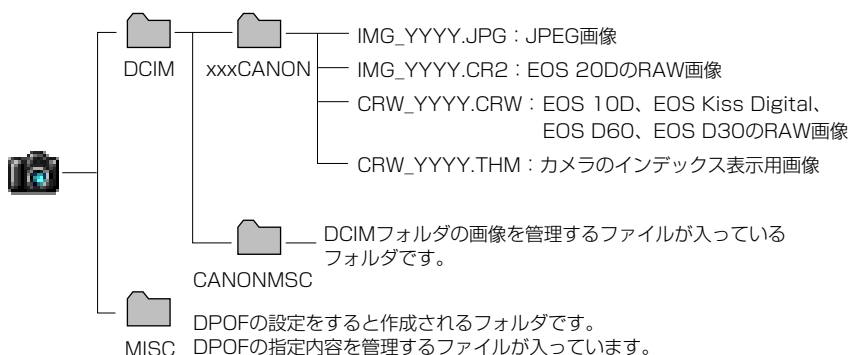 DCIM
xxxCANON
IMG_YYYY.JPG：JPEG画像
IMG_YYYY.CR2：EOS 20DのRAW画像
CRW_YYYY.CRW：EOS 10D、EOS Kiss Digital、
EOS D60、EOS D30のRAW画像
CRW_YYYY.THM：カメラのインデックス表示用画像
CANONMSC
DCIMフォルダの画像を管理するファイルが入っている
フォルダです。
MISC
DPOFの設定をすると作成されるフォルダです。
DPOFの指定内容を管理するファイルが入っています。